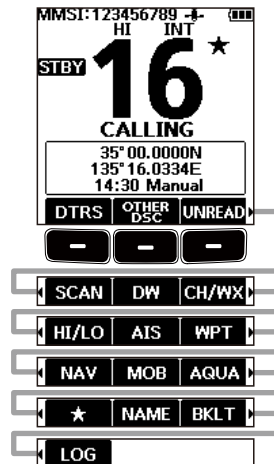 MMSI:123456789
HI INT
STBY 16 ★
CALLING
35°00.0000N
135°16.0334E
14:30 Manual
DTRS OTHER DSC UNREAD
SCAN DW CH/WX
HI/LO AIS WPT
NAV MOB AQUA
★ NAME BKLT
LOG